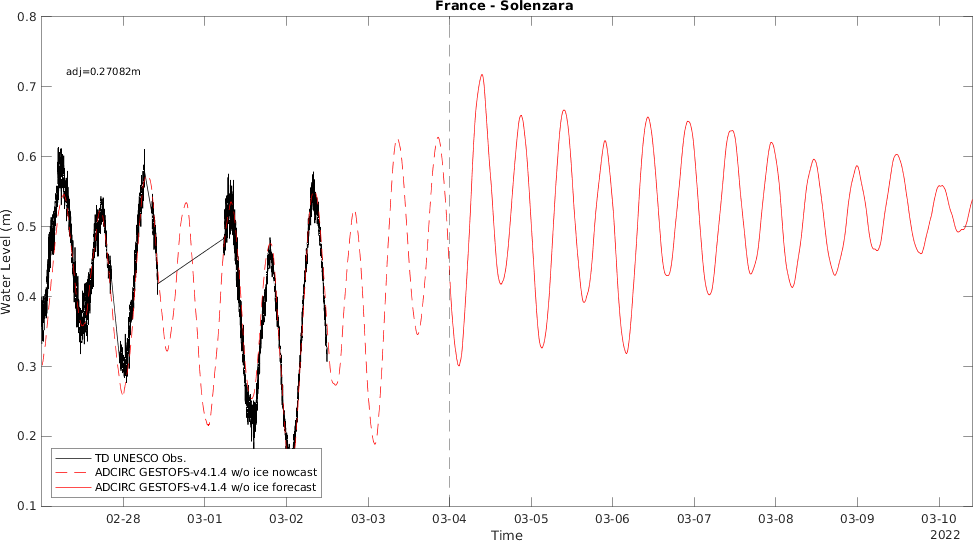 France - Solenzara
0.8
0.7
0.6
0.5
0.4
0.3
0.2
0.1
Water Level (m)
adj=0.27082m
TD UNESCO Obs.
ADCIRC GESTOFS-v4.1.4 w/o ice nowcast
ADCIRC GESTOFS-v4.1.4 w/o ice forecast
02-28 03-01 03-02 03-03 03-04 03-05 03-06 03-07 03-08 03-09 03-10
Time
2022